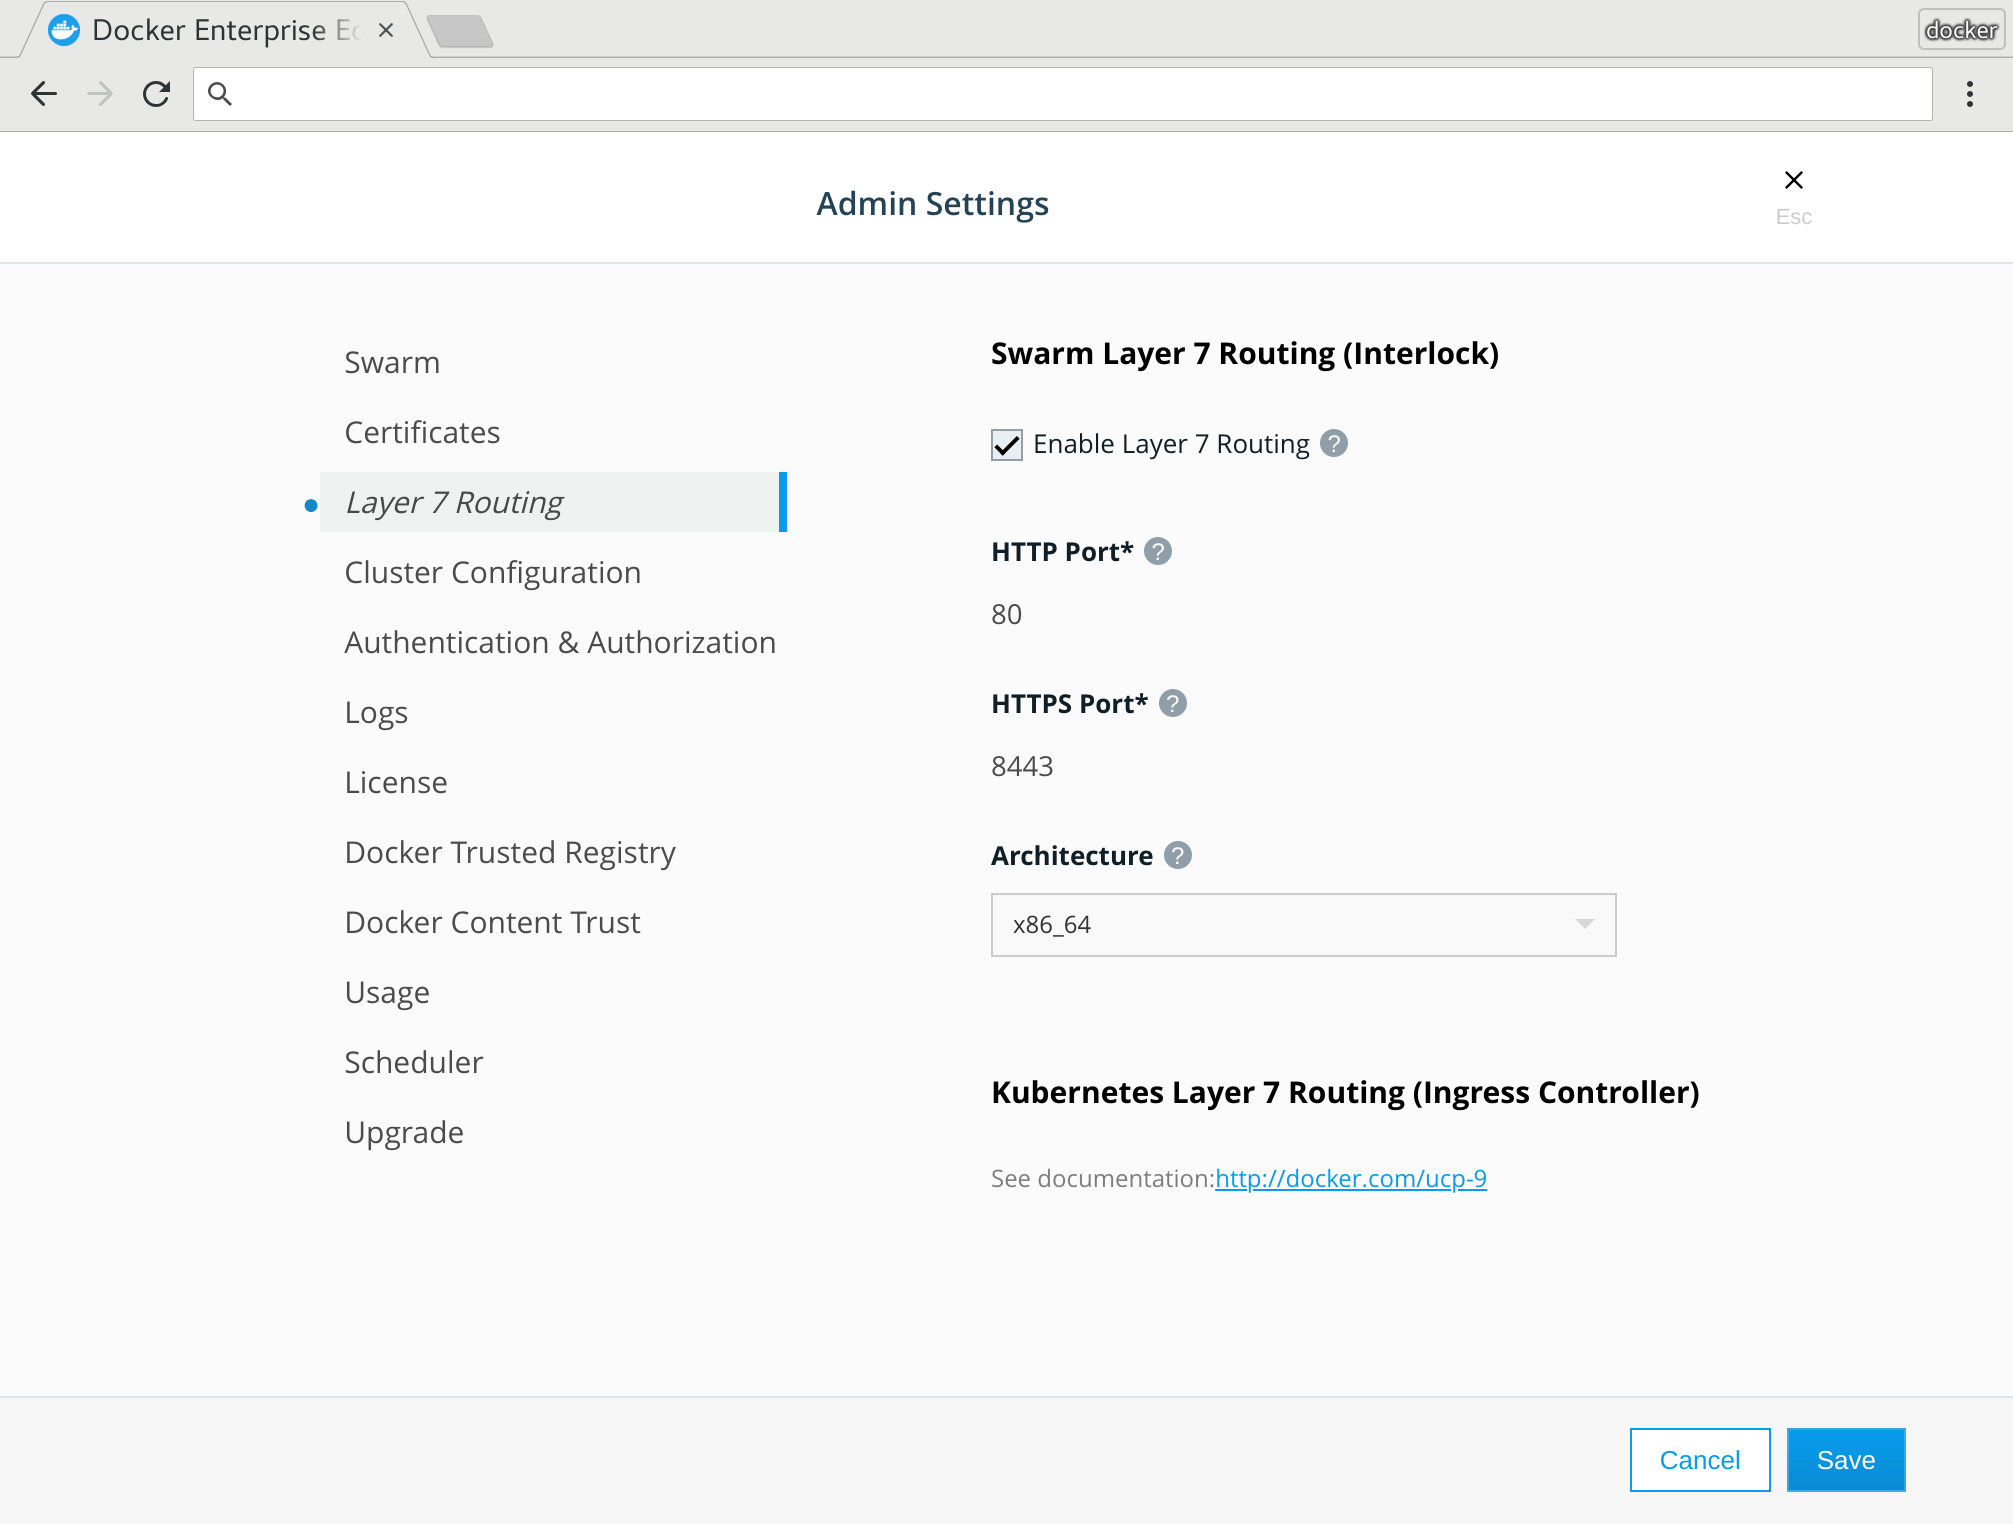 Docker Enterprise
docker
Admin Settings
Esc
Swarm
Certificates
Layer 7 Routing
Cluster Configuration
Authentication & Authorization
Logs
License
Docker Trusted Registry
Docker Content Trust
Usage
Scheduler
Upgrade
Swarm Layer 7 Routing (Interlock)
Enable Layer 7 Routing ?
HTTP Port* ?
80
HTTPS Port* ?
8443
Architecture ?
x86_64
Kubernetes Layer 7 Routing (Ingress Controller)
See documentation:http://docker.com/ucp-9
Cancel
Save